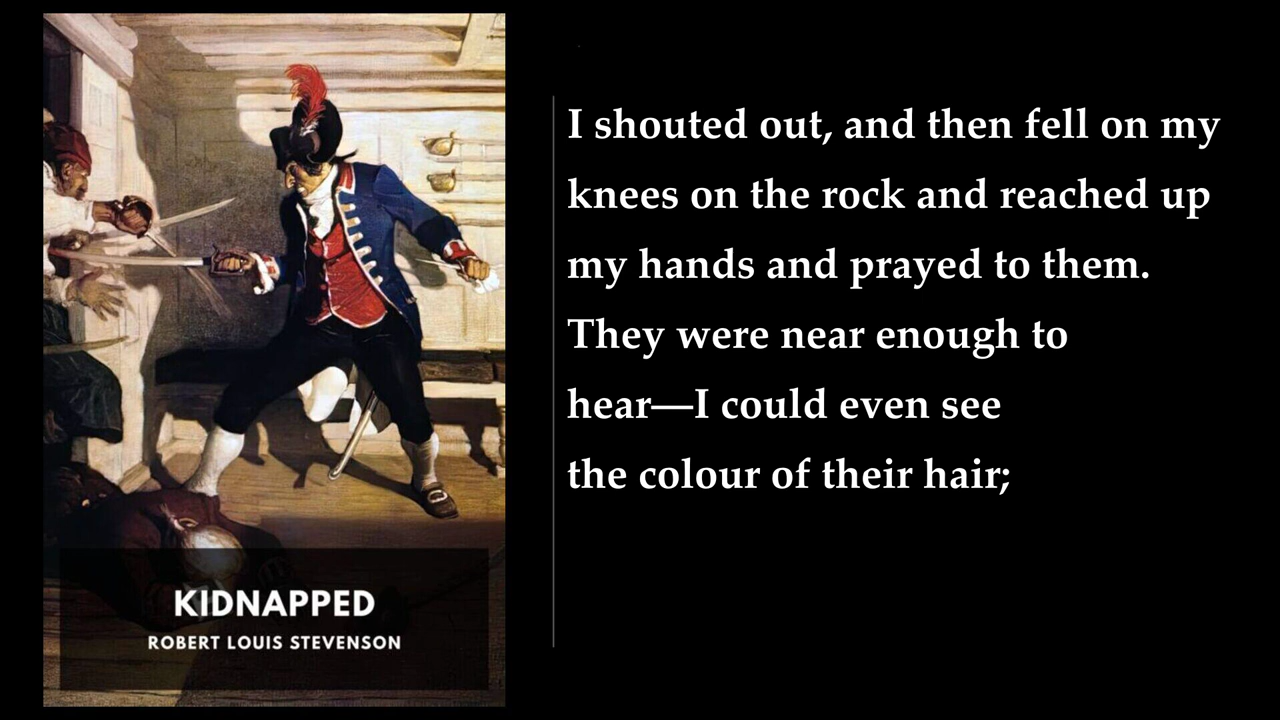 I shouted out, and then fell on my
knees on the rock and reached up
my hands and prayed to them.
They were near enough to
hear—I could even see
the colour of their hair;
KIDNAPPED
ROBERT LOUIS STEVENSON